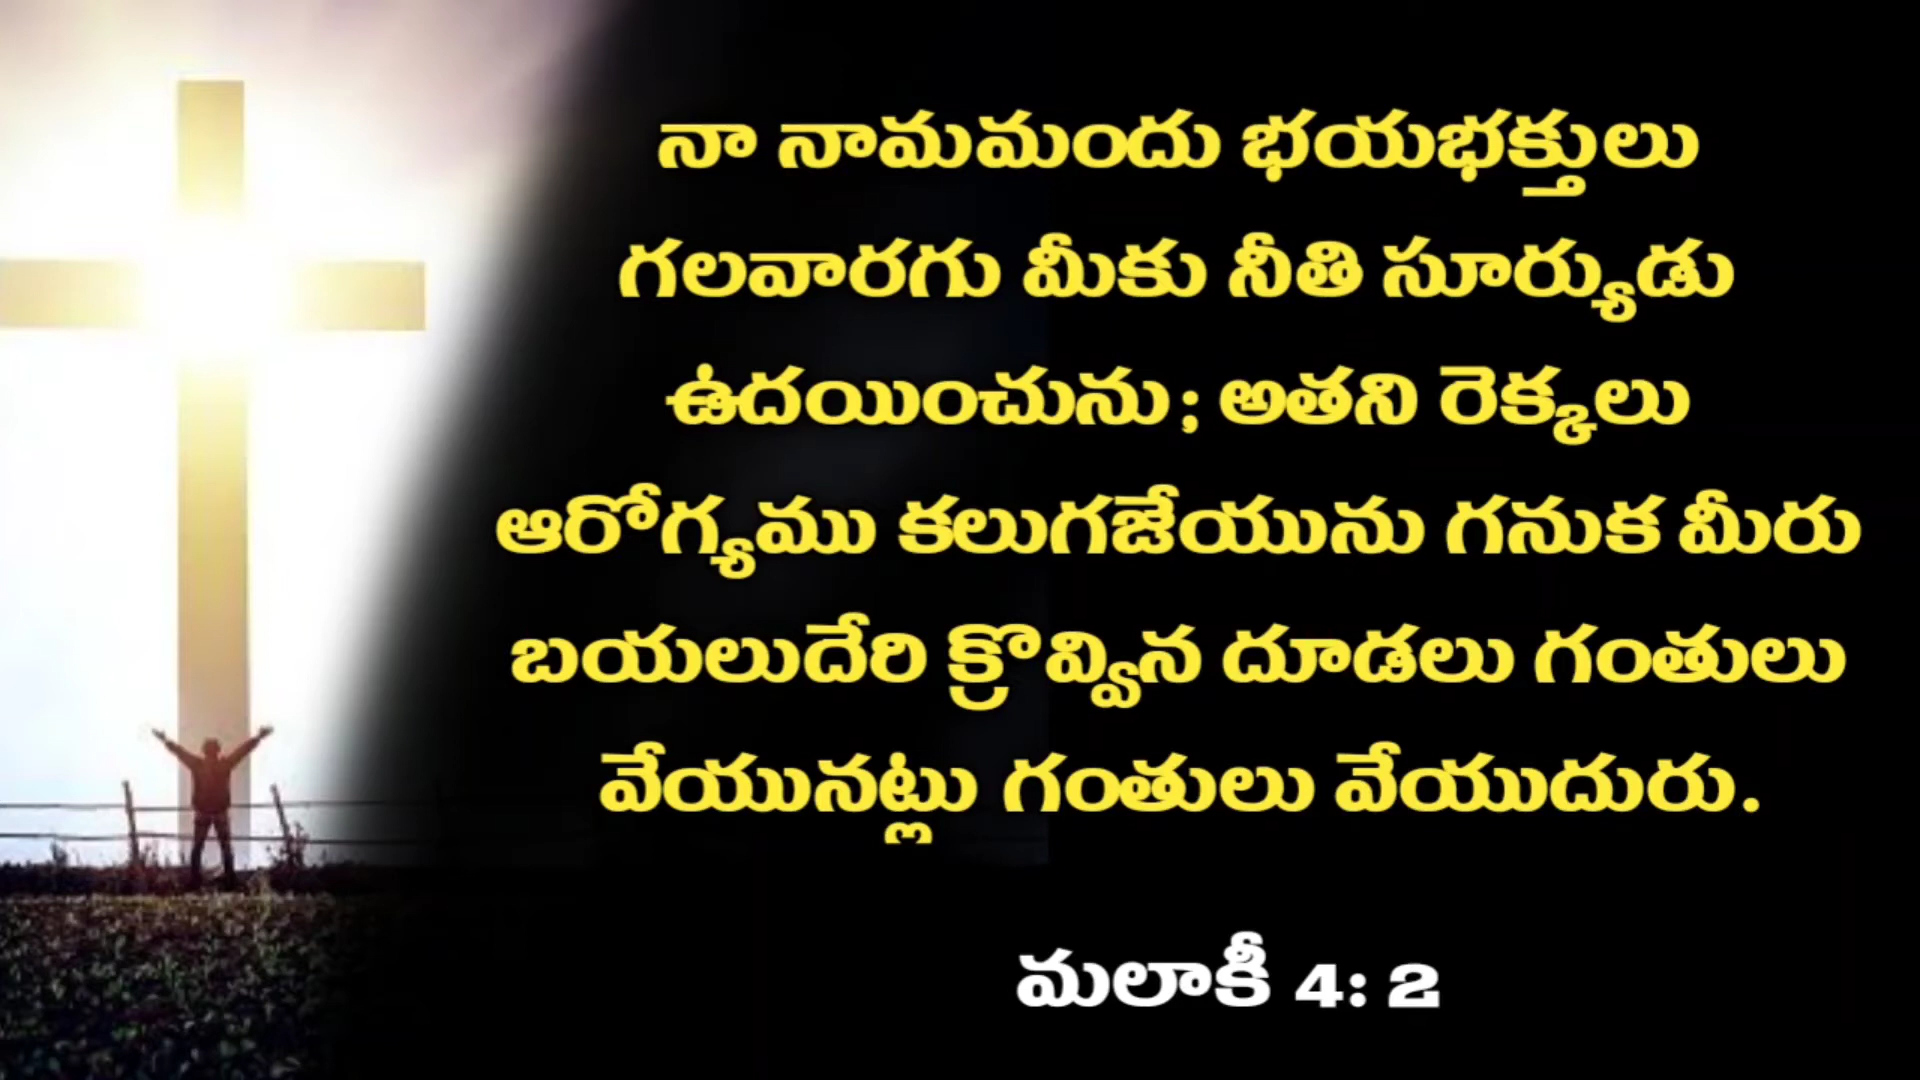 నా నామమందు భయభక్తులు
గలవారగు మీకు నీతి సూర్యుడు
ఉదయించును; అతని రెక్కలు
ఆరోగ్యము కలుగజేయును గనుక మీరు
బయలుదేరి క్రొవ్విన దూడలు గంతులు
వేయునట్లు గంతులు వేయుదురు.
మలాకీ 4: 2